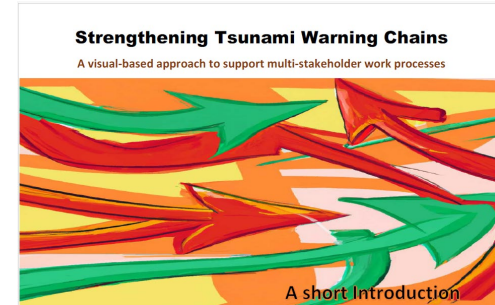 Strengthening Tsunami Warning Chains
A visual-based approach to support multi-stakeholder work processes
A short Introduction